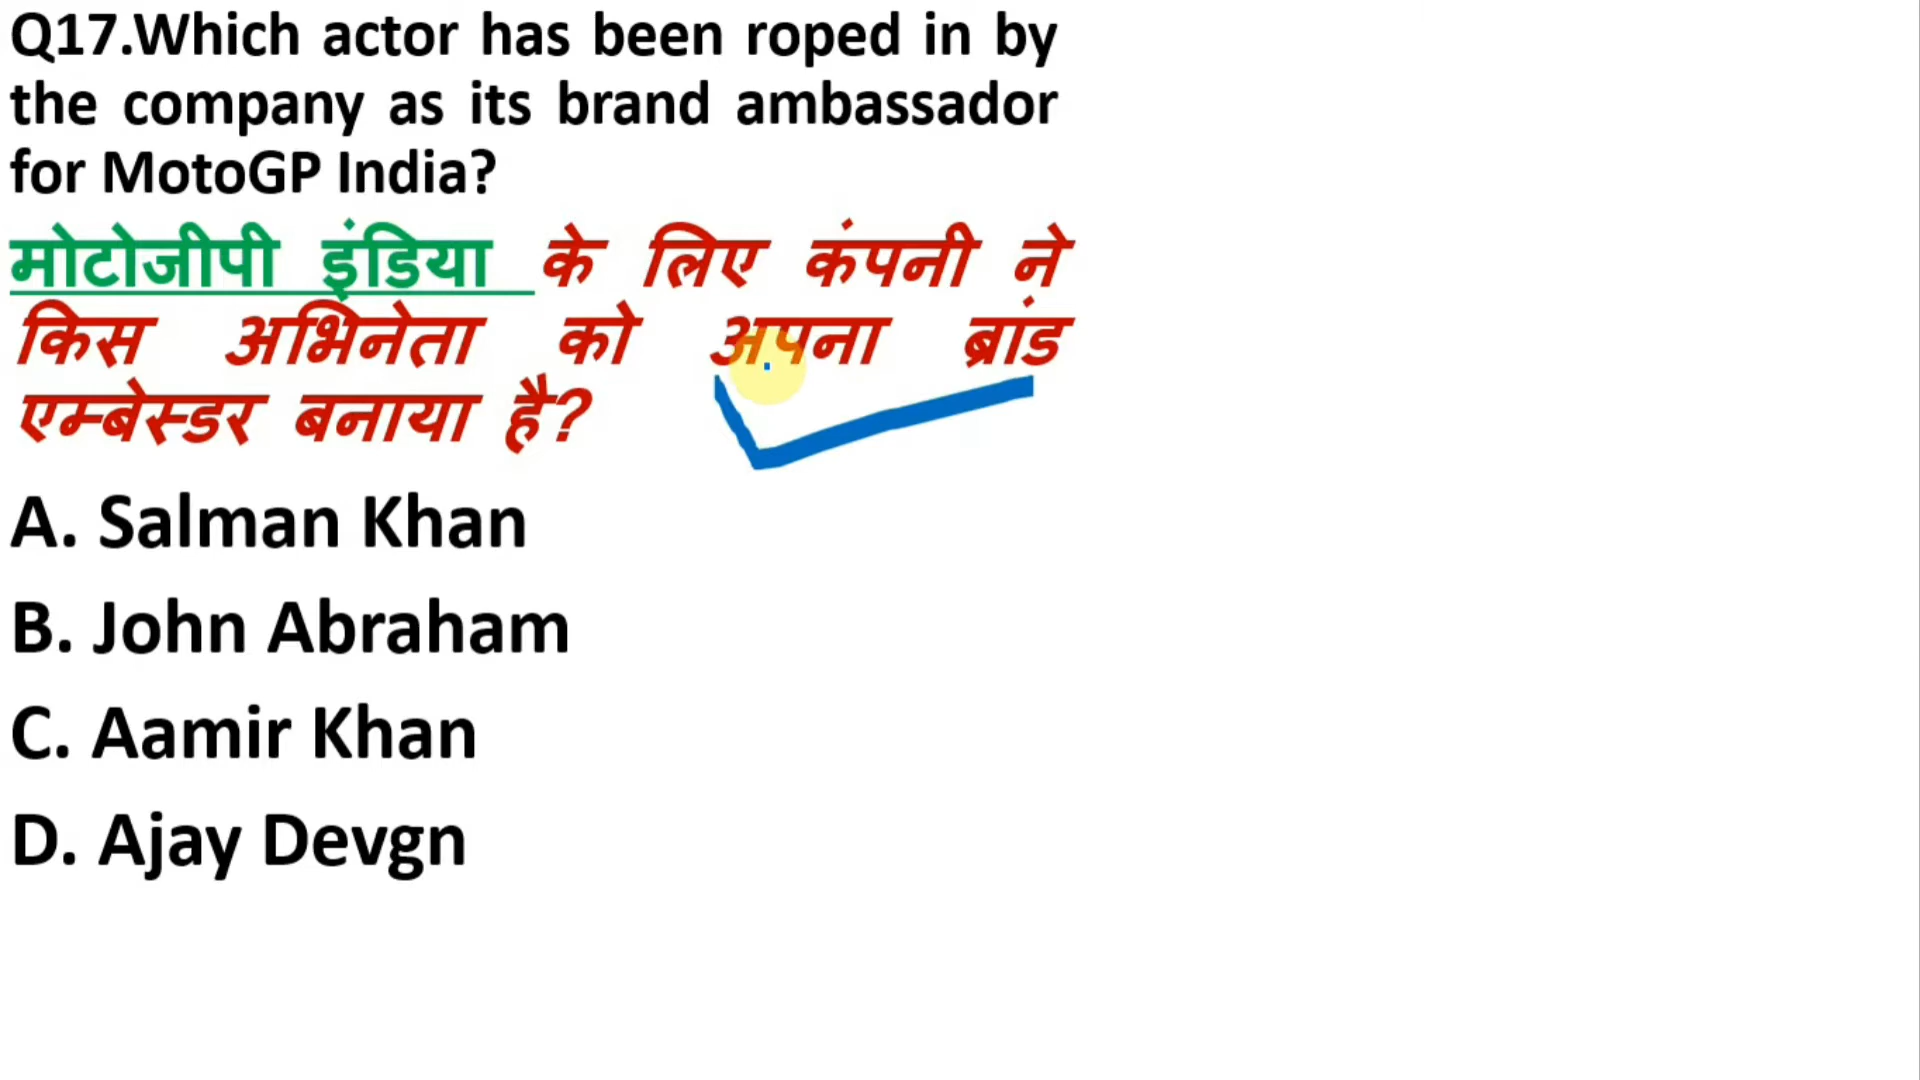 Q17.Which actor has been roped in by
the company as its brand ambassador
for MotoGP India?
मोटोजीपी इंडिया के लिए कंपनी ने
किस अभिनेता को अपना ब्रांड
एम्बेस्डर बनाया है?
A. Salman Khan
B. John Abraham
C. Aamir Khan
D. Ajay Devgn